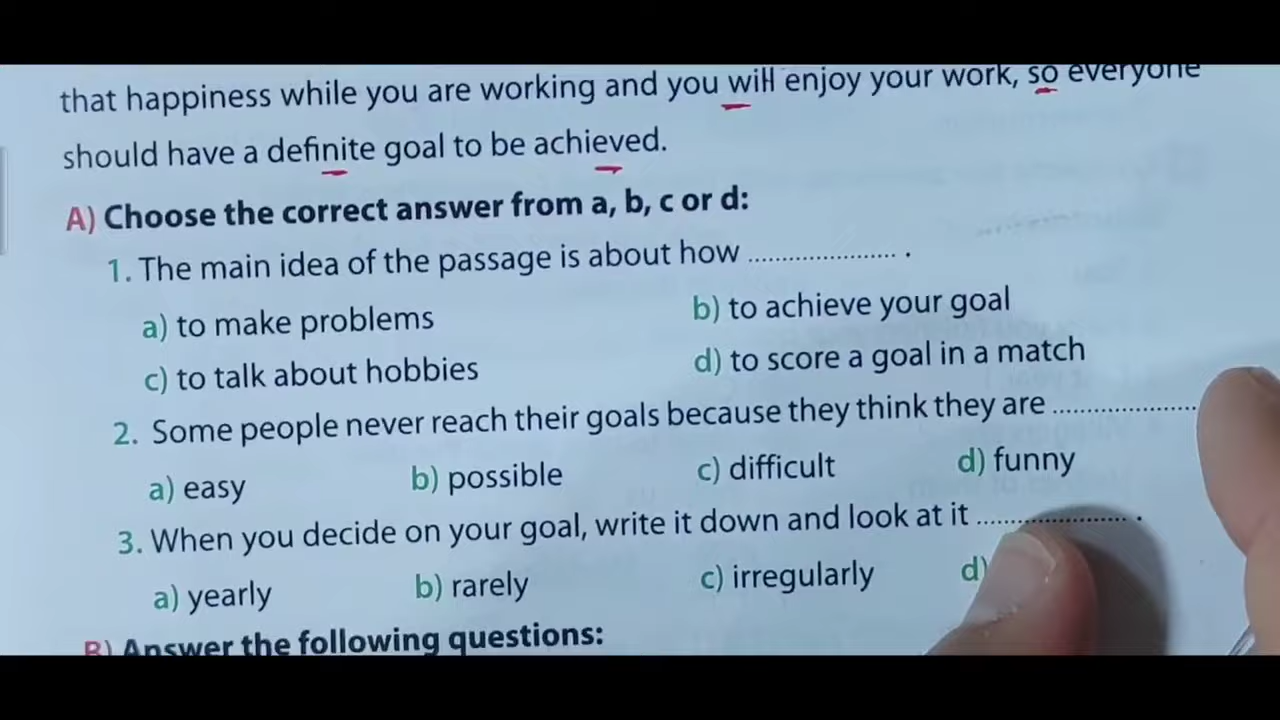 that happiness while you are working and you will enjoy your work, so everyone
should have a definite goal to be achieved.
A) Choose the correct answer from a, b, c or d:
1. The main idea of the passage is about how ..................... .
a) to make problems b) to achieve your goal
c) to talk about hobbies d) to score a goal in a match
2. Some people never reach their goals because they think they are .....................
a) easy b) possible c) difficult d) funny
3. When you decide on your goal, write it down and look at it ..................... .
a) yearly b) rarely c) irregularly d)
B) Answer the following questions: